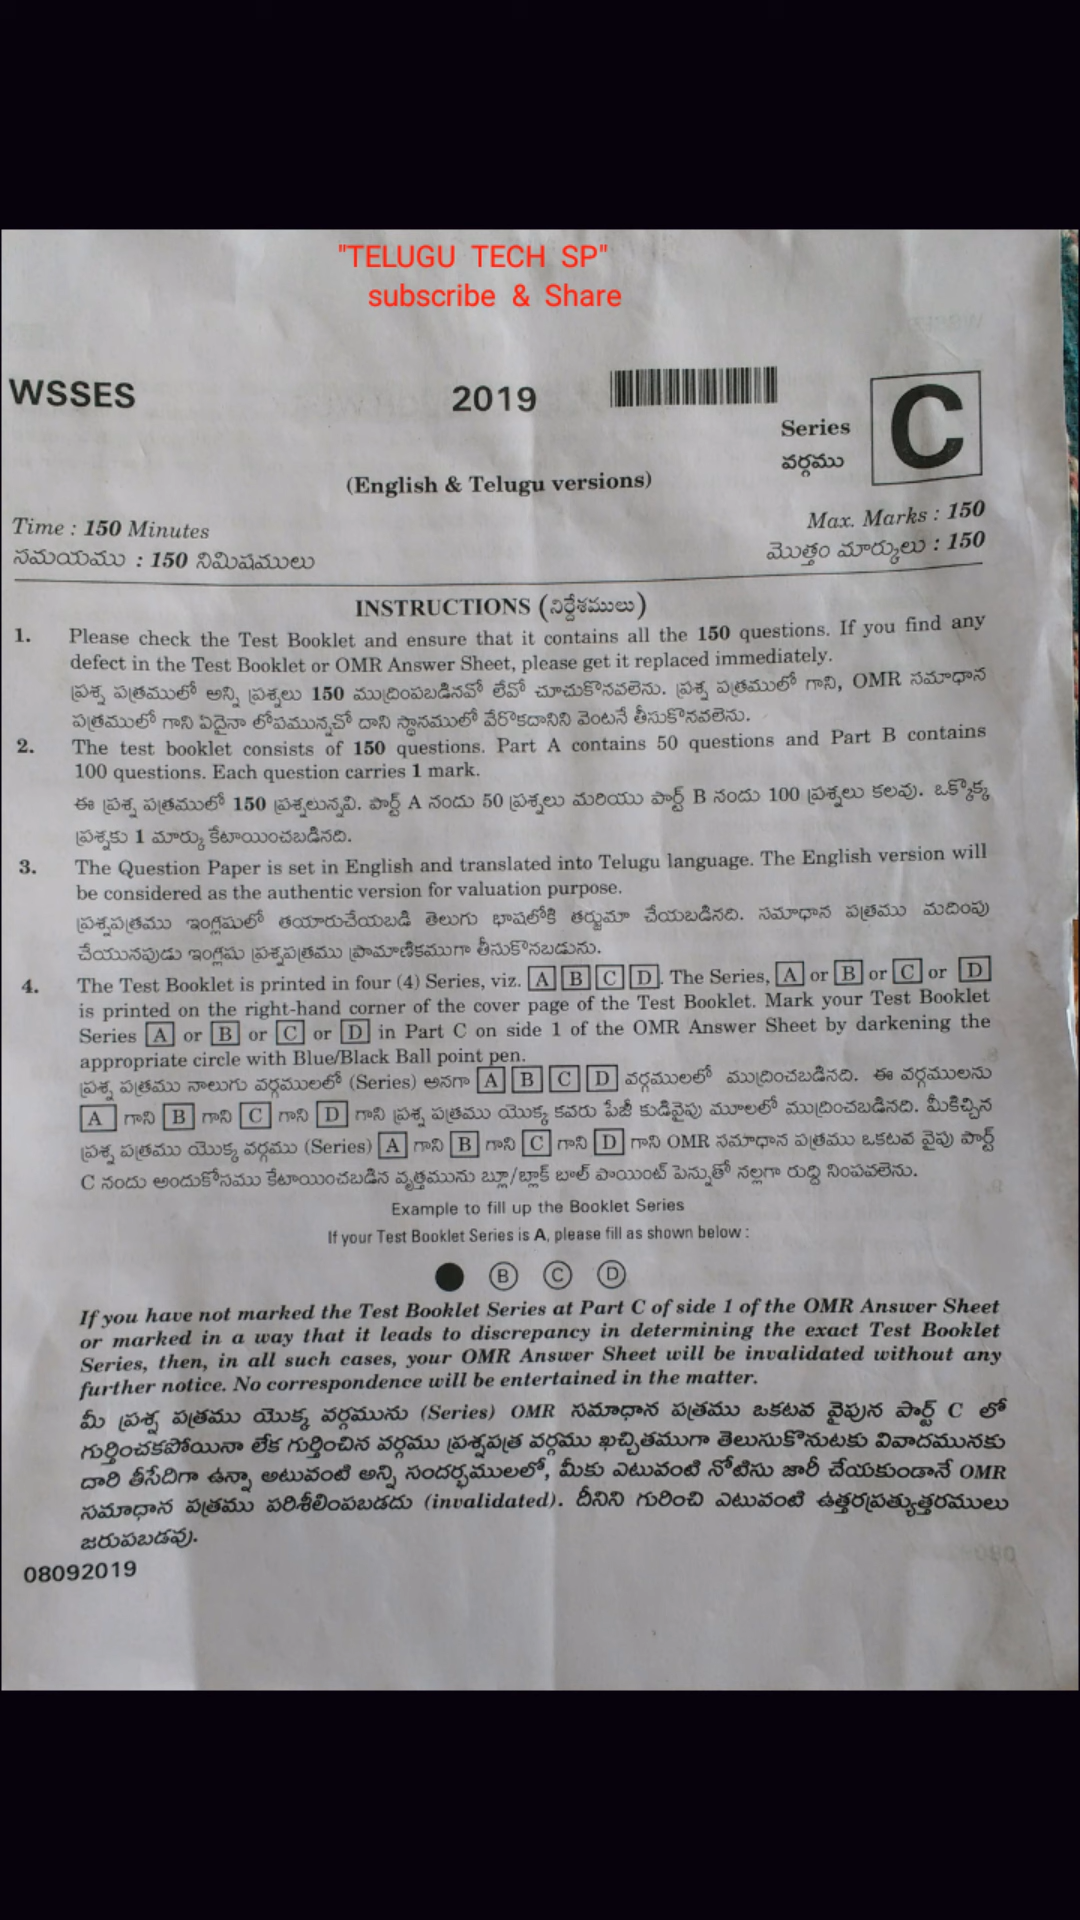 "TELUGU TECH SP"
subscribe & Share
WSSES 2019
Series
వర్గము
C
(English & Telugu versions)
Time : 150 Minutes
Max. Marks : 150
సమయము : 150 నిమిషములు
మొత్తం మార్కులు : 150
INSTRUCTIONS (నిర్దేశములు)
1. Please check the Test Booklet and ensure that it contains all the 150 questions. If you find any
defect in the Test Booklet or OMR Answer Sheet, please get it replaced immediately.
ప్రశ్న పత్రములో అన్ని ప్రశ్నలు 150 ముద్రింపబడినవో లేవో చూచుకొనవలెను. ప్రశ్న పత్రములో గాని, OMR సమాధాన
పత్రములో గాని ఏదైనా లోపమున్నచో దాని స్థానములో వేరొకదానిని వెంటనే తీసుకొనవలెను.
2. The test booklet consists of 150 questions. Part A contains 50 questions and Part B contains
100 questions. Each question carries 1 mark.
ఈ ప్రశ్న పత్రములో 150 ప్రశ్నలున్నవి. పార్ట్ A నందు 50 ప్రశ్నలు మరియు పార్ట్ B నందు 100 ప్రశ్నలు కలవు. ఒక్కొక్క
ప్రశ్నకు 1 మార్కు కేటాయించబడినది.
3. The Question Paper is set in English and translated into Telugu language. The English version will
be considered as the authentic version for valuation purpose.
ప్రశ్నపత్రము ఇంగ్లీషులో తయారుచేయబడి తెలుగు భాషలోకి తర్జుమా చేయబడినది. సమాధాన పత్రము మదింపు
చేయునపుడు ఇంగ్లీషు ప్రశ్నపత్రము ప్రామాణికముగా తీసుకొనబడును.
4. The Test Booklet is printed in four (4) Series, viz. A B C D. The Series, A or B or C or D
is printed on the right-hand corner of the cover page of the Test Booklet. Mark your Test Booklet
Series A or B or C or D in Part C on side 1 of the OMR Answer Sheet by darkening the
appropriate circle with Blue/Black Ball point pen.
ప్రశ్న పత్రము నాలుగు వర్గములలో (Series) అనగా A B C D వర్గములలో ముద్రించబడినది. ఈ వర్గములను
A గాని B గాని C గాని D గాని ప్రశ్న పత్రము యొక్క కవరు పేజీ కుడివైపు మూలలో ముద్రించబడినది. మీకిచ్చిన
ప్రశ్న పత్రము యొక్క వర్గము (Series) A గాని B గాని C గాని D గాని OMR సమాధాన పత్రము ఒకటవ వైపు పార్ట్
C నందు అందుకోసము కేటాయించబడిన వృత్తమును బ్లూ/బ్లాక్ బాల్ పాయింట్ పెన్నుతో నల్లగా రుద్ది నింపవలెను.
Example to fill up the Booklet Series
If your Test Booklet Series is A, please fill as shown below :
B C D
If you have not marked the Test Booklet Series at Part C of side 1 of the OMR Answer Sheet
or marked in a way that it leads to discrepancy in determining the exact Test Booklet
Series, then, in all such cases, your OMR Answer Sheet will be invalidated without any
further notice. No correspondence will be entertained in the matter.
మీ ప్రశ్న పత్రము యొక్క వర్గమును (Series) OMR సమాధాన పత్రము ఒకటవ వైపున పార్ట్ C లో
గుర్తించకపోయినా లేక గుర్తించిన వర్గము ప్రశ్నపత్ర వర్గము ఖచ్చితముగా తెలుసుకొనుటకు వివాదమునకు
దారి తీసేదిగా ఉన్నా అటువంటి అన్ని సందర్భములలో, మీకు ఎటువంటి నోటీసు జారీ చేయకుండానే OMR
సమాధాన పత్రము పరిశీలింపబడదు (invalidated). దీనిని గురించి ఎటువంటి ఉత్తరప్రత్యుత్తరములు
జరుపబడవు.
08092019